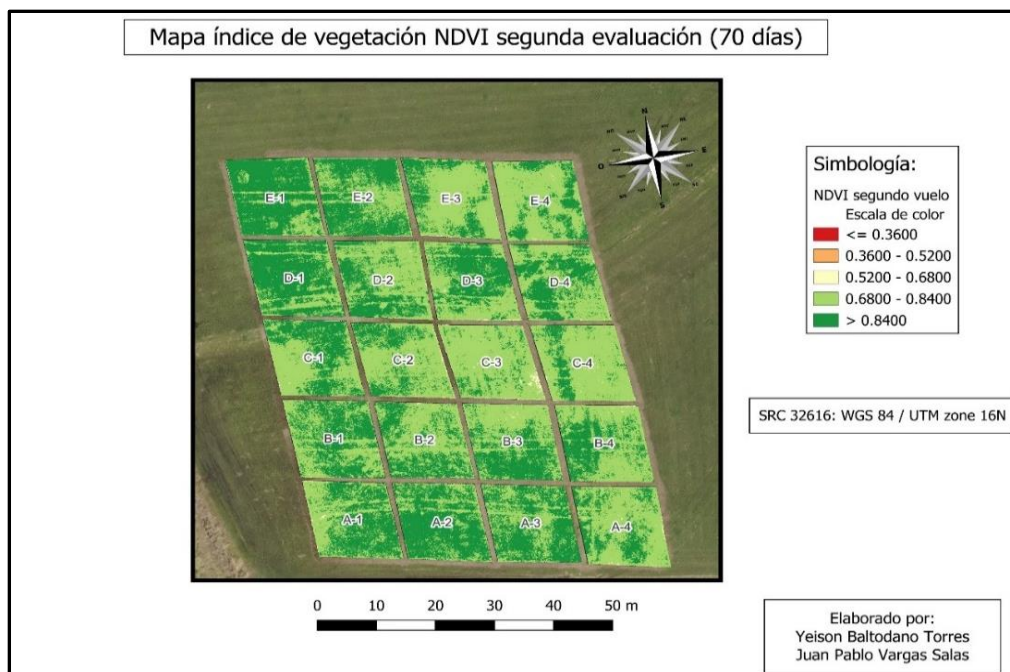 Mapa índice de vegetación NDVI segunda evaluación (70 días)
N
O
S
E-1
E-2
E-3
E-4
D-1
D-2
D-3
D-4
C-1
C-2
C-3
C-4
B-1
B-2
B-3
B-4
A-1
A-2
A-3
A-4
Simbología:
NDVI segundo vuelo
Escala de color
<= 0.3600
0.3600 - 0.5200
0.5200 - 0.6800
0.6800 - 0.8400
> 0.8400
SRC 32616: WGS 84 / UTM zone 16N
0 10 20 30 40 50 m
Elaborado por:
Yeison Baltodano Torres
Juan Pablo Vargas Salas